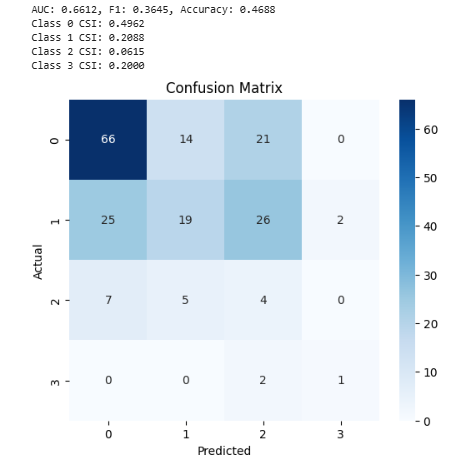 AUC: 0.6612, F1: 0.3645, Accuracy: 0.4688
Class 0 CSI: 0.4962
Class 1 CSI: 0.2088
Class 2 CSI: 0.0615
Class 3 CSI: 0.2000
Confusion Matrix
0 66 14 21 0
1 25 19 26 2
2 7 5 4 0
3 0 0 2 1
0 1 2 3
Actual
Predicted
60
50
40
30
20
10
0